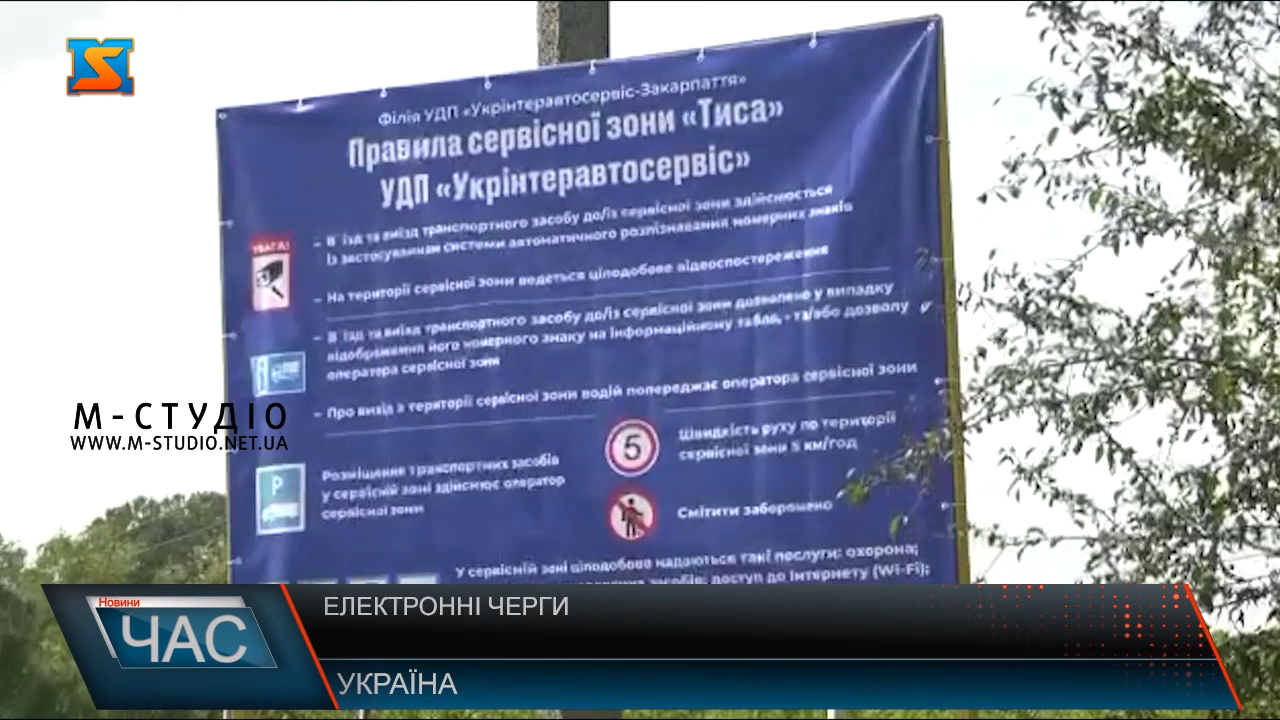 Філія УДП «Укрінтеравтосервіс-Закарпаття»
Правила сервісної зони «Тиса»
УДП «Укрінтеравтосервіс»
УВАГА!
- В їзд та виїзд транспортного засобу до/із сервісної зони здійснюється
із застосуванням системи автоматичного розпізнавання номерних знаків
- На території сервісної зони ведеться цілодобове відеоспостереження
- В їзд та виїзд транспортного засобу до/із сервісної зони дозволено у випадку
відображення його номерного знаку на інформаційному табло, - та/або дозволу
оператора сервісної зони
- Про вихід з території сервісної зони водій попереджає оператора сервісної зони
5
Швидкість руху по території
сервісної зони 5 км/год
P
Розміщення транспортних засобів
у сервісній зоні здійснює оператор
сервісної зони
Смітити заборонено
У сервісній зоні цілодобово надаються такі послуги: охорона;
засобів; доступ до Інтернету (Wi-Fi);
М-СТУДІО
WWW.M-STUDIO.NET.UA
Новини
ЧАС
ЕЛЕКТРОННІ ЧЕРГИ
УКРАЇНА